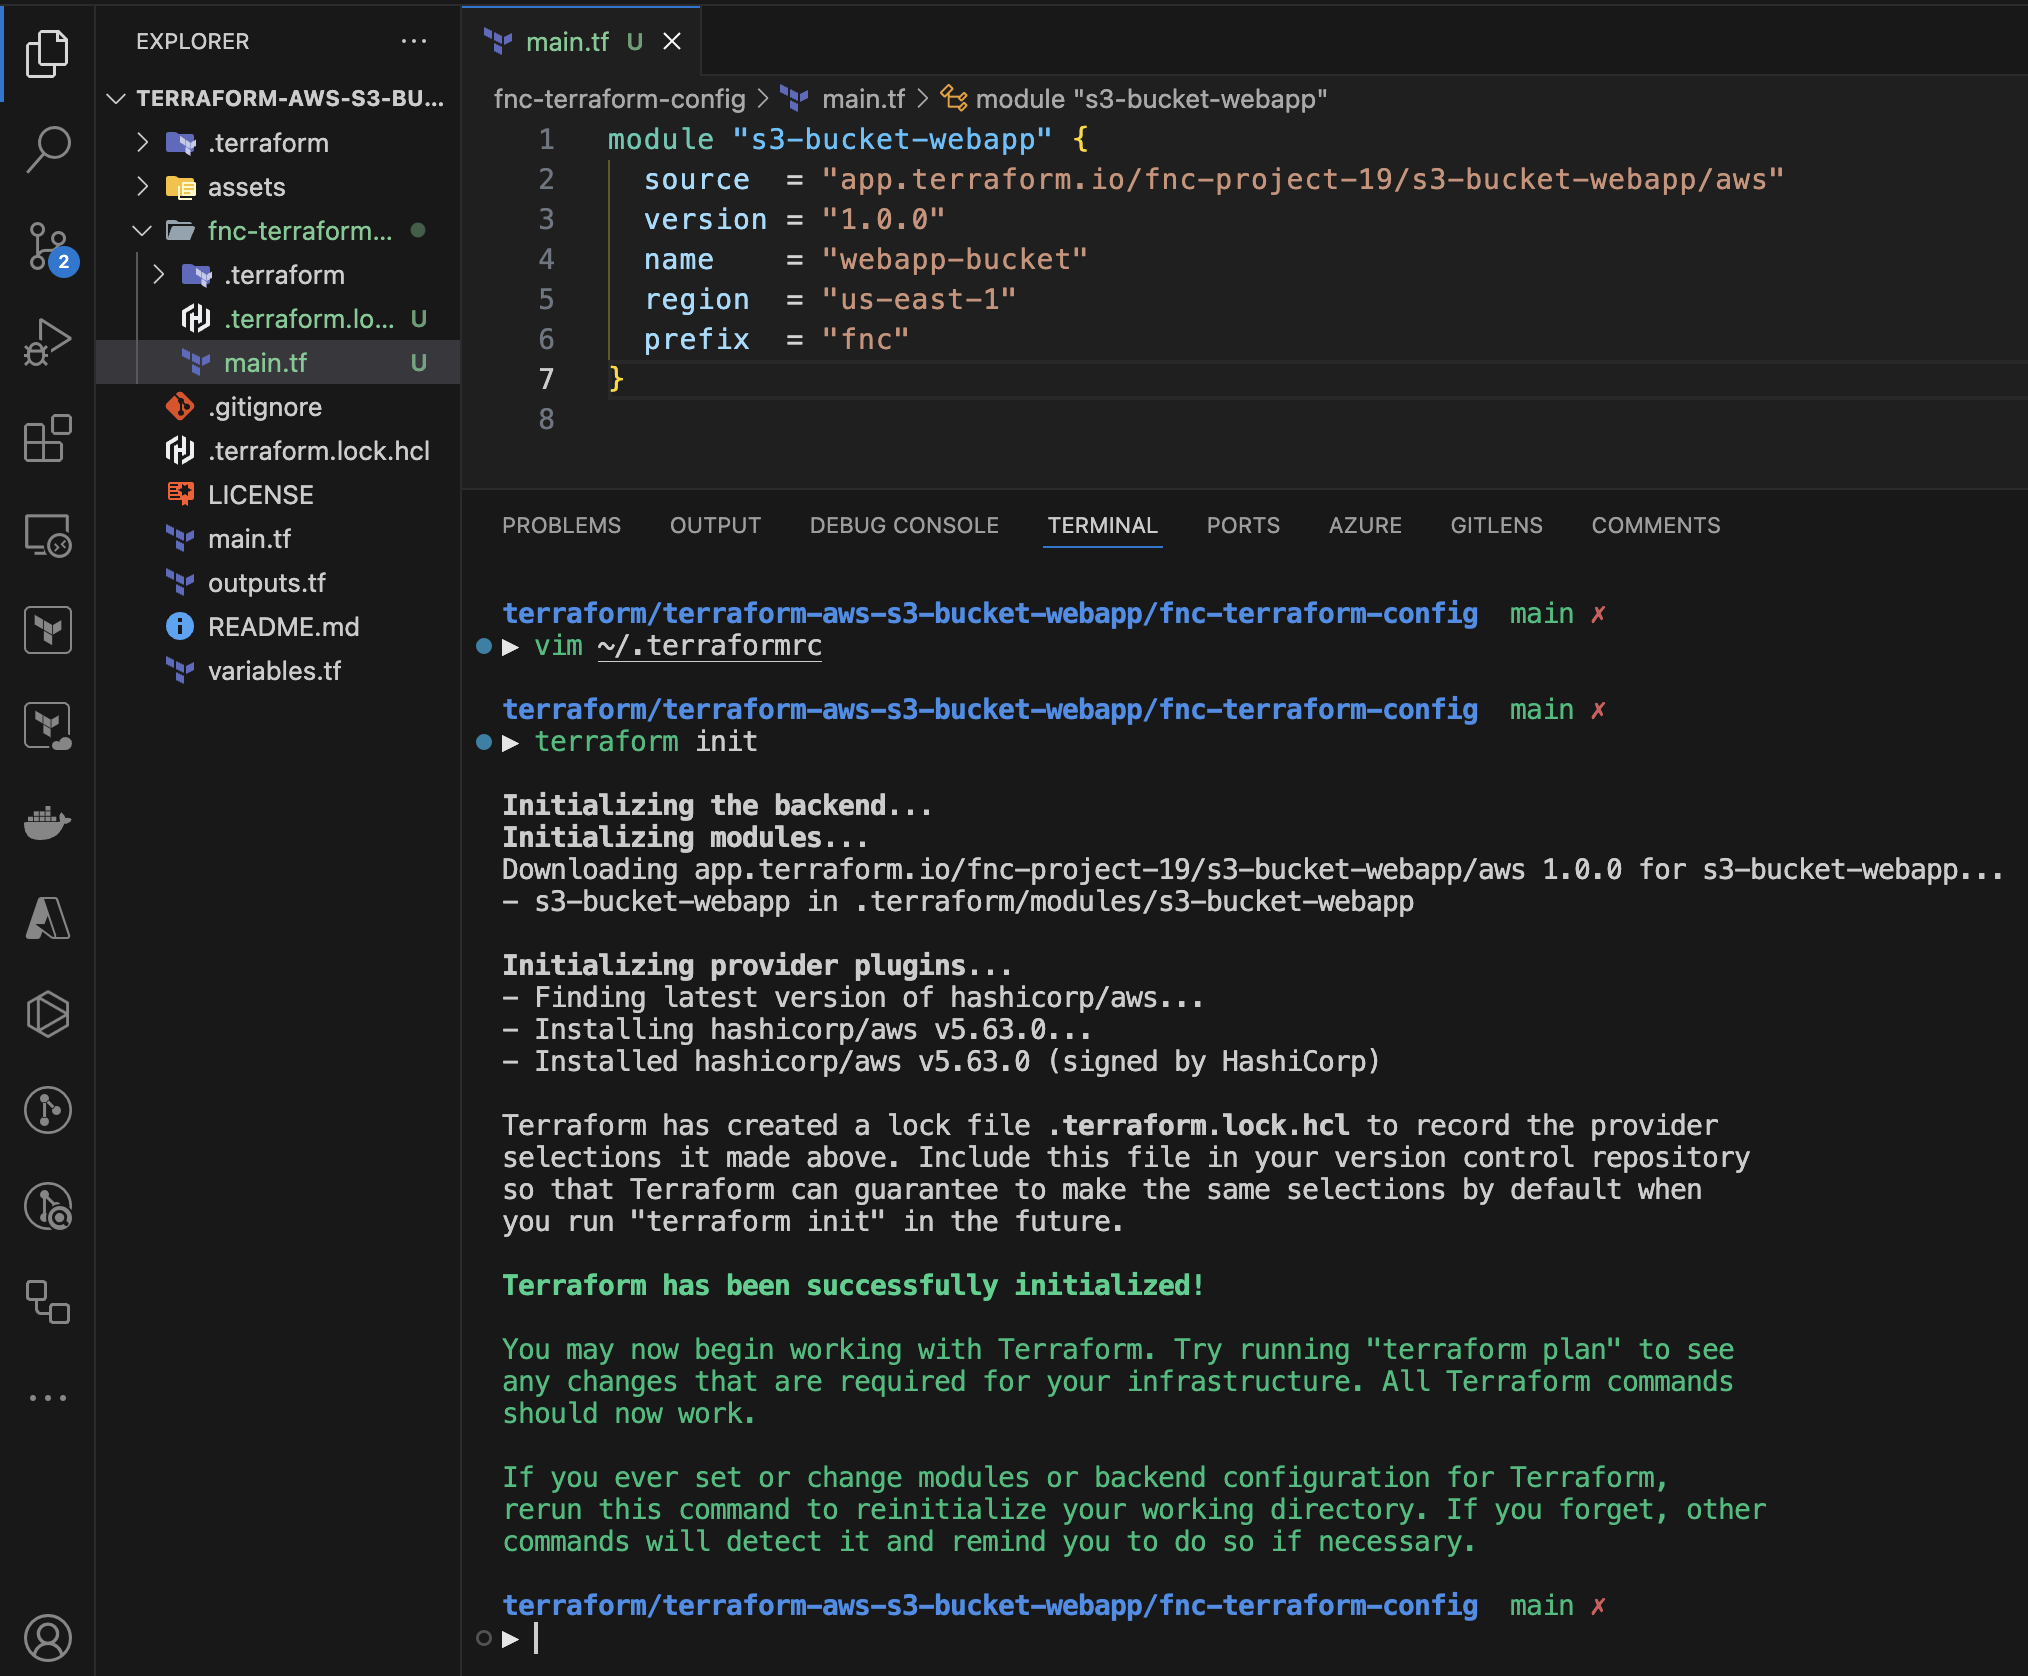 EXPLORER
TERRAFORM-AWS-S3-BU...
.terraform
assets
fnc-terraform...
.terraform
.terraform.lo... U
main.tf U
.gitignore
.terraform.lock.hcl
LICENSE
main.tf
outputs.tf
README.md
variables.tf
2
main.tf U
fnc-terraform-config > main.tf > module "s3-bucket-webapp"
1 module "s3-bucket-webapp" {
2 source = "app.terraform.io/fnc-project-19/s3-bucket-webapp/aws"
3 version = "1.0.0"
4 name = "webapp-bucket"
5 region = "us-east-1"
6 prefix = "fnc"
7 }
8
PROBLEMS OUTPUT DEBUG CONSOLE TERMINAL PORTS AZURE GITLENS COMMENTS
terraform/terraform-aws-s3-bucket-webapp/fnc-terraform-config main ✗
▶ vim ~/.terraformrc
terraform/terraform-aws-s3-bucket-webapp/fnc-terraform-config main ✗
▶ terraform init
Initializing the backend...
Initializing modules...
Downloading app.terraform.io/fnc-project-19/s3-bucket-webapp/aws 1.0.0 for s3-bucket-webapp...
- s3-bucket-webapp in .terraform/modules/s3-bucket-webapp
Initializing provider plugins...
- Finding latest version of hashicorp/aws...
- Installing hashicorp/aws v5.63.0...
- Installed hashicorp/aws v5.63.0 (signed by HashiCorp)
Terraform has created a lock file .terraform.lock.hcl to record the provider
selections it made above. Include this file in your version control repository
so that Terraform can guarantee to make the same selections by default when
you run "terraform init" in the future.
Terraform has been successfully initialized!
You may now begin working with Terraform. Try running "terraform plan" to see
any changes that are required for your infrastructure. All Terraform commands
should now work.
If you ever set or change modules or backend configuration for Terraform,
rerun this command to reinitialize your working directory. If you forget, other
commands will detect it and remind you to do so if necessary.
terraform/terraform-aws-s3-bucket-webapp/fnc-terraform-config main ✗
▶